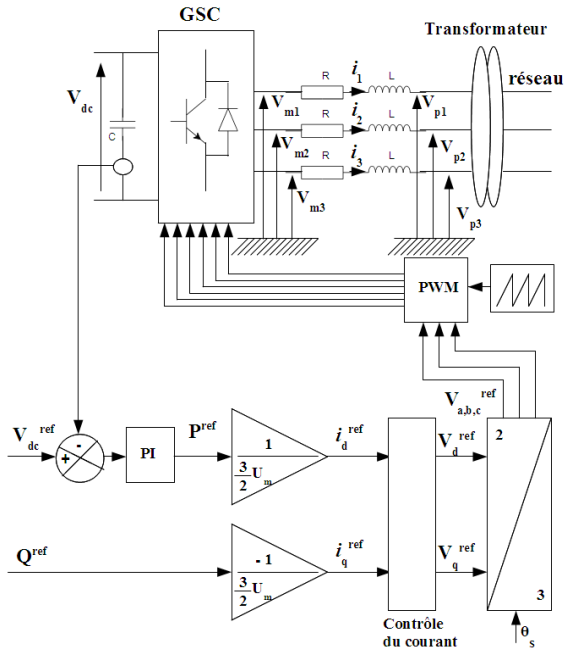 GSC
Transformateur
V dc
C
R
i 1
L
V m1
V p1
réseau
R
i 2
L
V m2
V p2
R
i 3
L
V m3
V p3
PWM
V a,b,c ref
V dc ref
+
-
PI
P ref
1
3/2 U m
i d ref
V d ref
2
Q ref
- 1
3/2 U m
i q ref
V q ref
3
Contrôle
du courant
θ s